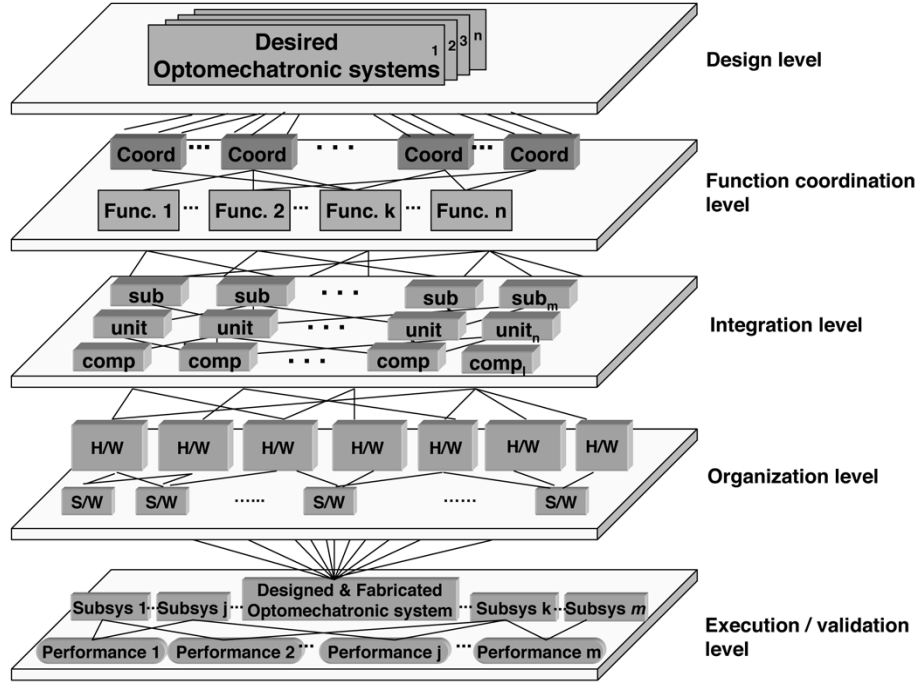 Desired
Optomechatronic systems
1
2
3
n
Design level
Coord ... Coord . . . Coord ... Coord
Func. 1 ... Func. 2 ... Func. k ... Func. n
Function coordination
level
sub sub . . . sub subm
unit unit . . . unit unitn
comp comp . . . comp compl
Integration level
H/W H/W H/W H/W H/W H/W H/W
S/W S/W ...... S/W ...... S/W
Organization level
Designed & Fabricated
Optomechatronic system
Subsys 1 ... Subsys j ... ... Subsys k ... Subsys m
Performance 1 Performance 2 ... Performance j ... Performance m
Execution / validation
level